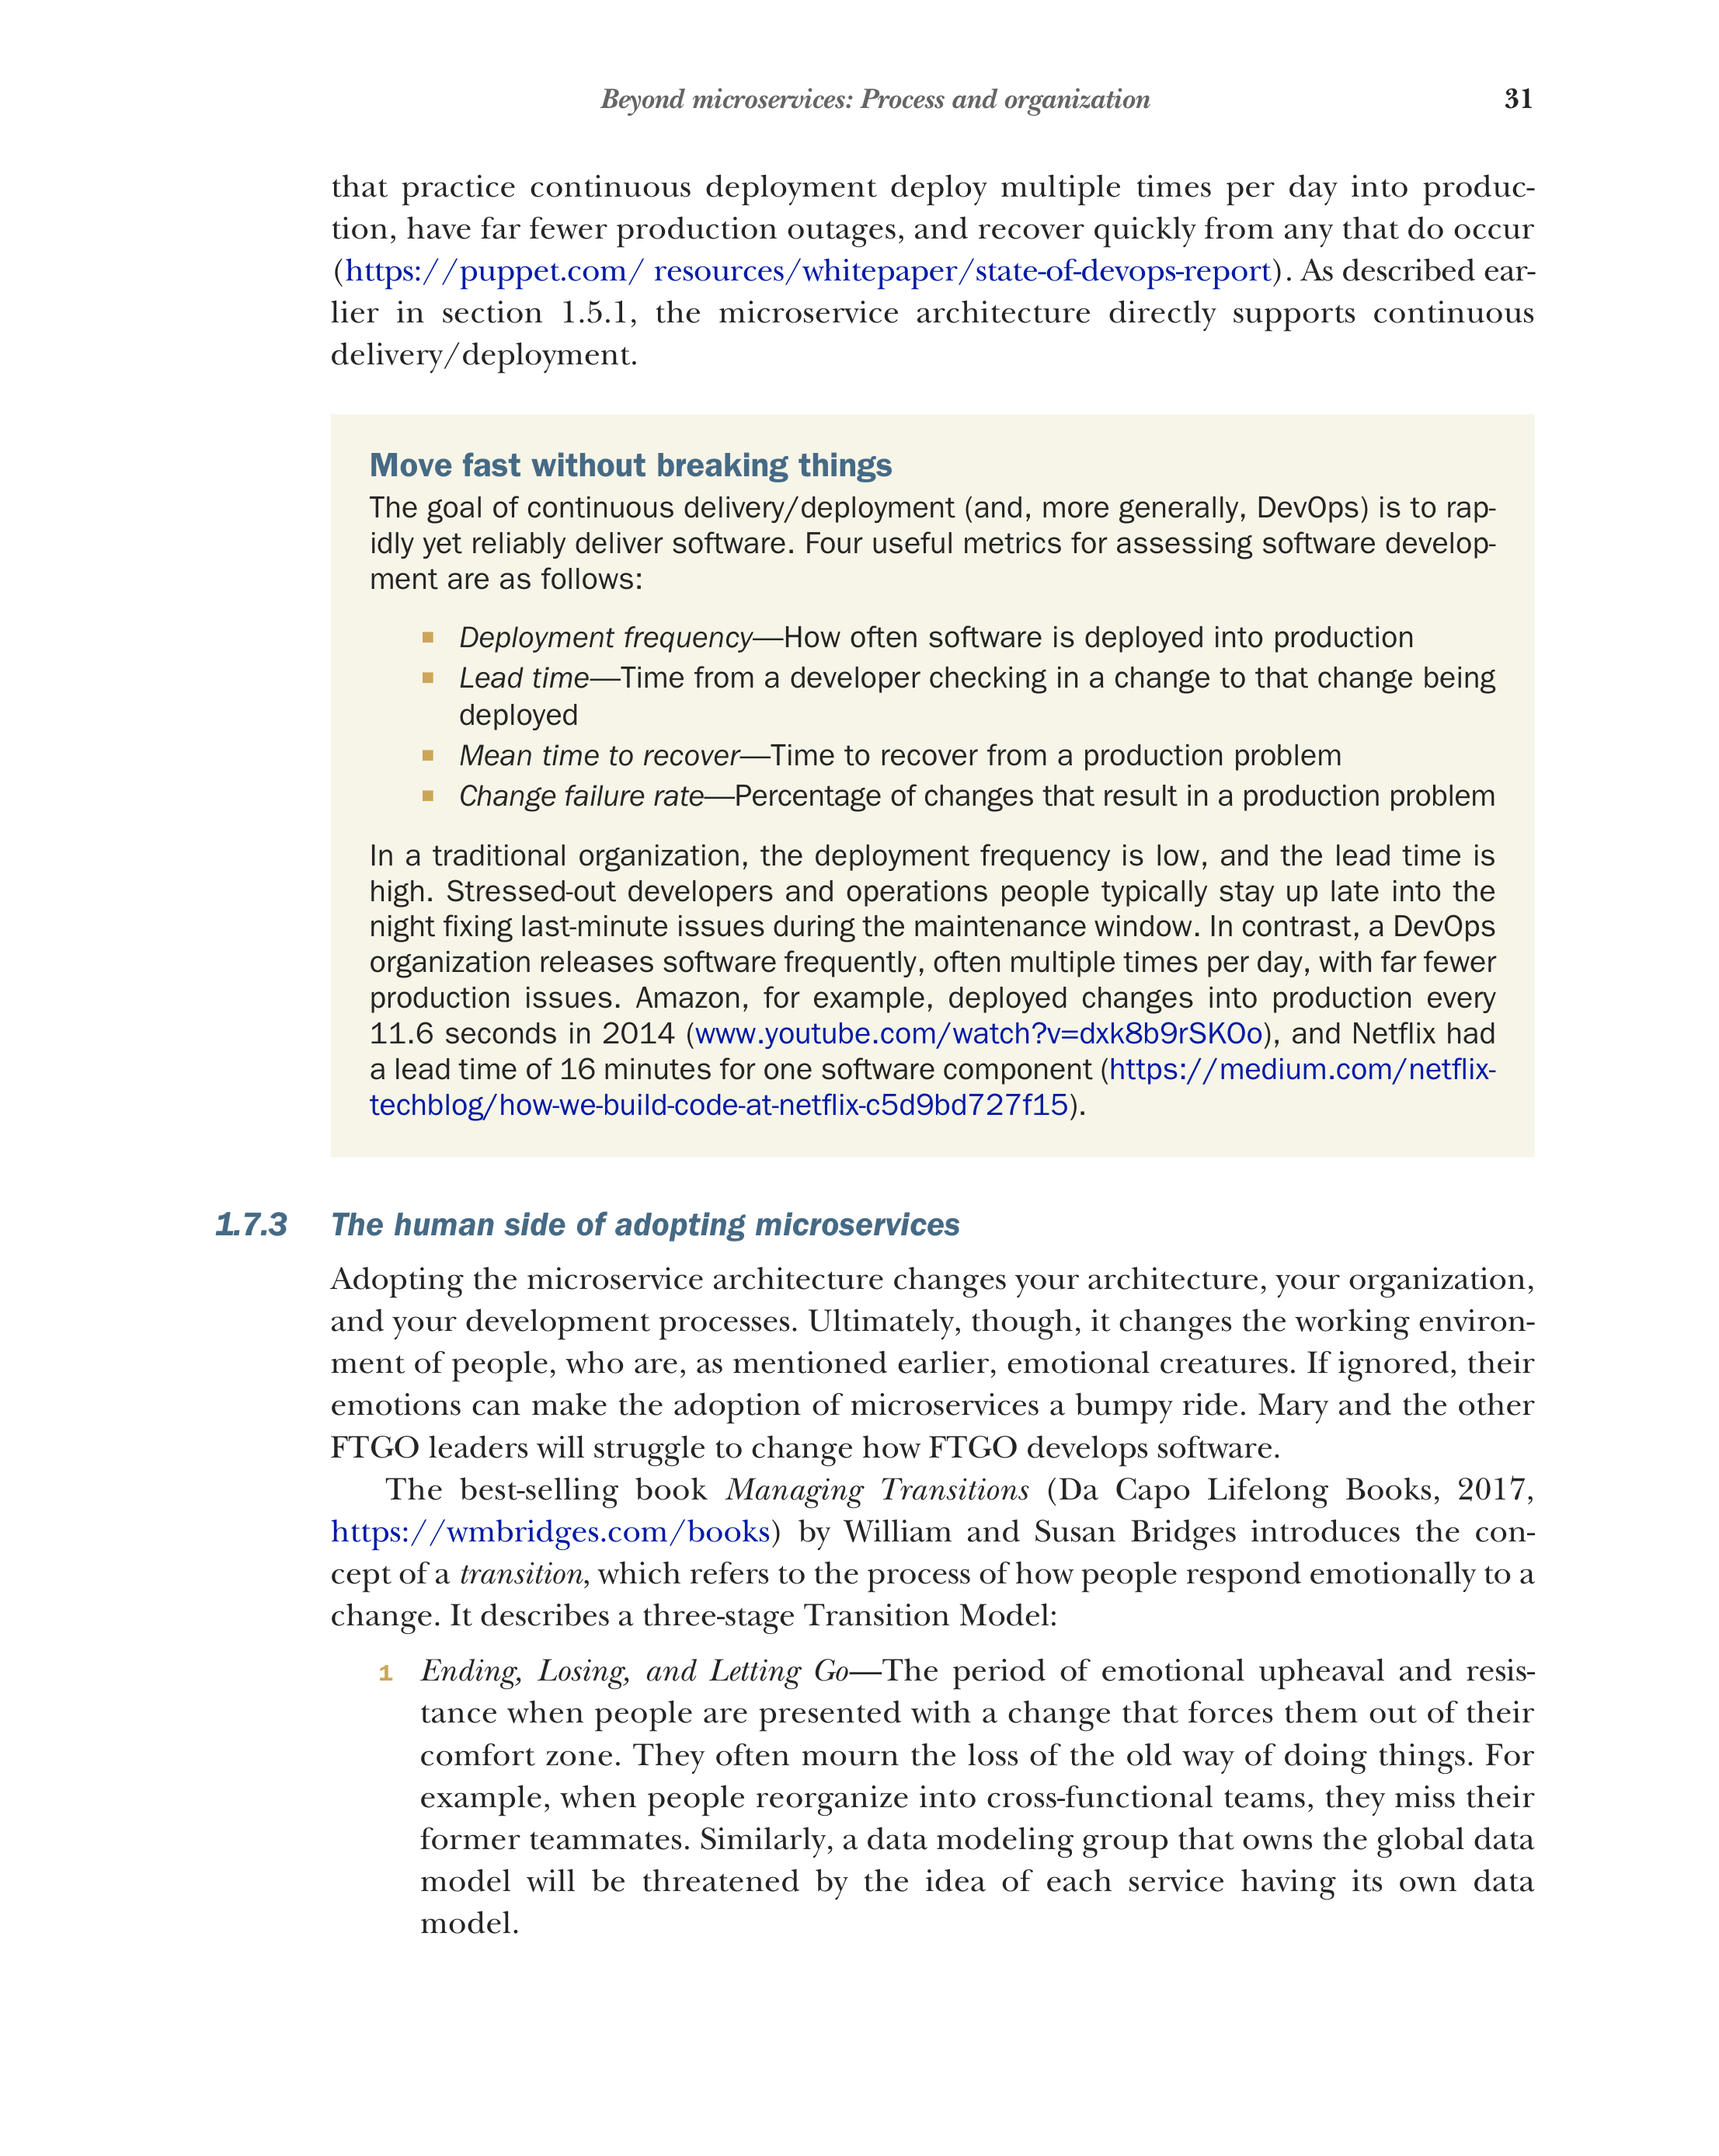 Beyond microservices: Process and organization 31
that practice continuous deployment deploy multiple times per day into produc-
tion, have far fewer production outages, and recover quickly from any that do occur
(https://puppet.com/ resources/whitepaper/state-of-devops-report). As described ear-
lier in section 1.5.1, the microservice architecture directly supports continuous
delivery/deployment.
Move fast without breaking things
The goal of continuous delivery/deployment (and, more generally, DevOps) is to rap-
idly yet reliably deliver software. Four useful metrics for assessing software develop-
ment are as follows:
■ Deployment frequency—How often software is deployed into production
■ Lead time—Time from a developer checking in a change to that change being
deployed
■ Mean time to recover—Time to recover from a production problem
■ Change failure rate—Percentage of changes that result in a production problem
In a traditional organization, the deployment frequency is low, and the lead time is
high. Stressed-out developers and operations people typically stay up late into the
night fixing last-minute issues during the maintenance window. In contrast, a DevOps
organization releases software frequently, often multiple times per day, with far fewer
production issues. Amazon, for example, deployed changes into production every
11.6 seconds in 2014 (www.youtube.com/watch?v=dxk8b9rSKOo), and Netflix had
a lead time of 16 minutes for one software component (https://medium.com/netflix-
techblog/how-we-build-code-at-netflix-c5d9bd727f15).
1.7.3 The human side of adopting microservices
Adopting the microservice architecture changes your architecture, your organization,
and your development processes. Ultimately, though, it changes the working environ-
ment of people, who are, as mentioned earlier, emotional creatures. If ignored, their
emotions can make the adoption of microservices a bumpy ride. Mary and the other
FTGO leaders will struggle to change how FTGO develops software.
The best-selling book Managing Transitions (Da Capo Lifelong Books, 2017,
https://wmbridges.com/books) by William and Susan Bridges introduces the con-
cept of a transition, which refers to the process of how people respond emotionally to a
change. It describes a three-stage Transition Model:
1 Ending, Losing, and Letting Go—The period of emotional upheaval and resis-
tance when people are presented with a change that forces them out of their
comfort zone. They often mourn the loss of the old way of doing things. For
example, when people reorganize into cross-functional teams, they miss their
former teammates. Similarly, a data modeling group that owns the global data
model will be threatened by the idea of each service having its own data
model.